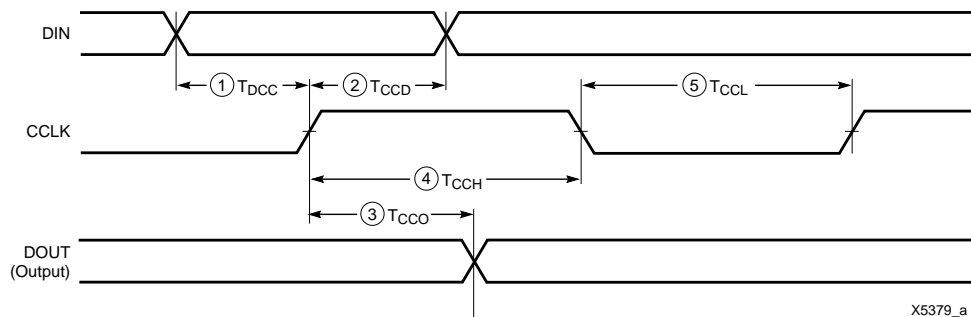 DIN
① TDCC
② TCCD
⑤ TCCL
CCLK
④ TCCH
③ TCCO
DOUT
(Output)
X5379_a